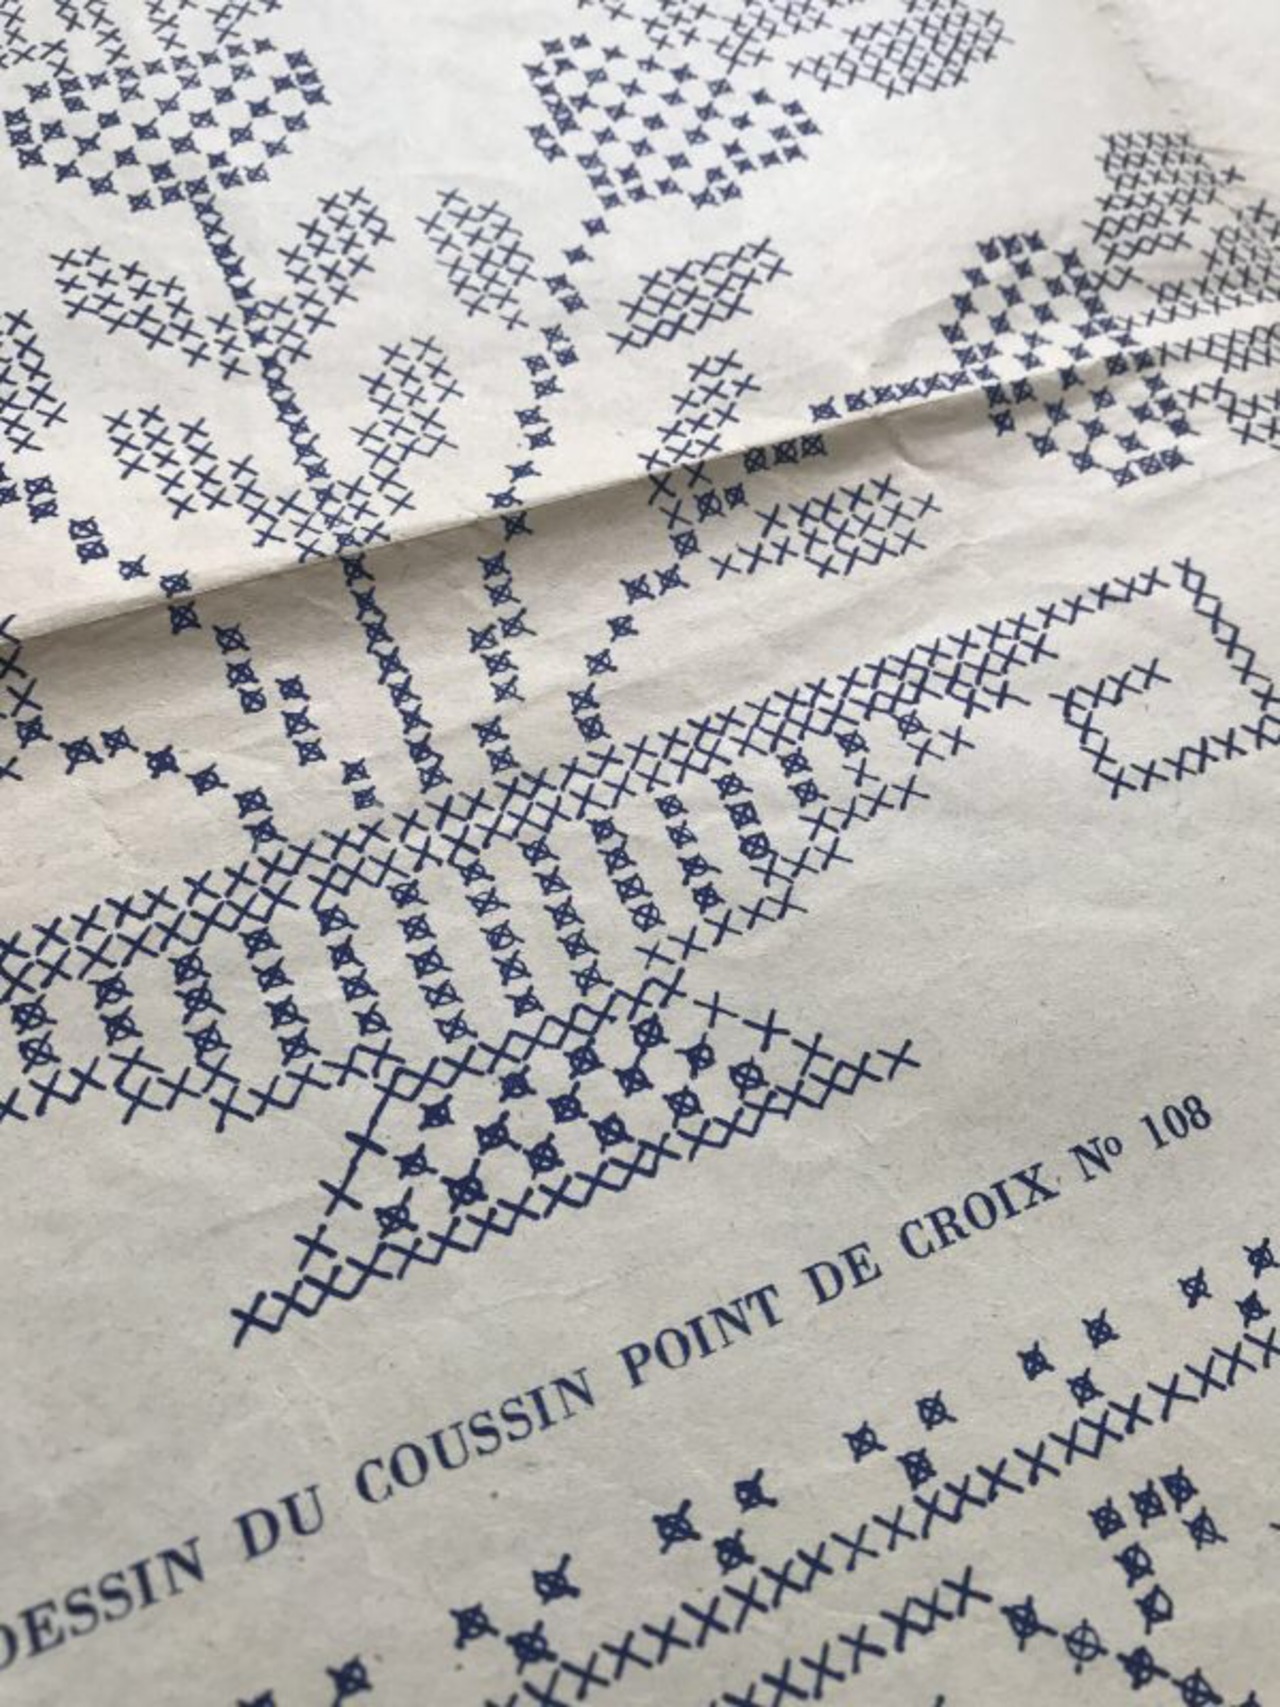 DESSIN DU COUSSIN POINT DE CROIX Nº 108